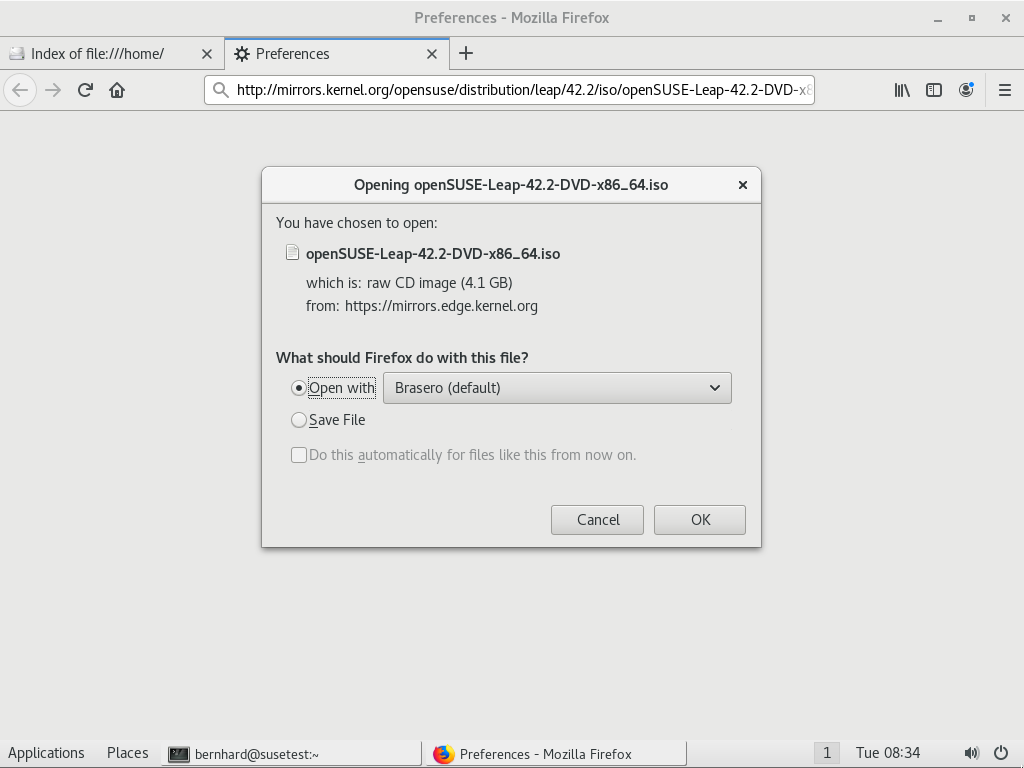 Preferences - Mozilla Firefox
Index of file:///home/
Preferences
http://mirrors.kernel.org/opensuse/distribution/leap/42.2/iso/openSUSE-Leap-42.2-DVD-x8
Opening openSUSE-Leap-42.2-DVD-x86_64.iso
You have chosen to open:
openSUSE-Leap-42.2-DVD-x86_64.iso
which is: raw CD image (4.1 GB)
from: https://mirrors.edge.kernel.org
What should Firefox do with this file?
Open with Brasero (default)
Save File
Do this automatically for files like this from now on.
Cancel OK
Applications Places bernhard@susetest:~ Preferences - Mozilla Firefox 1 Tue 08:34